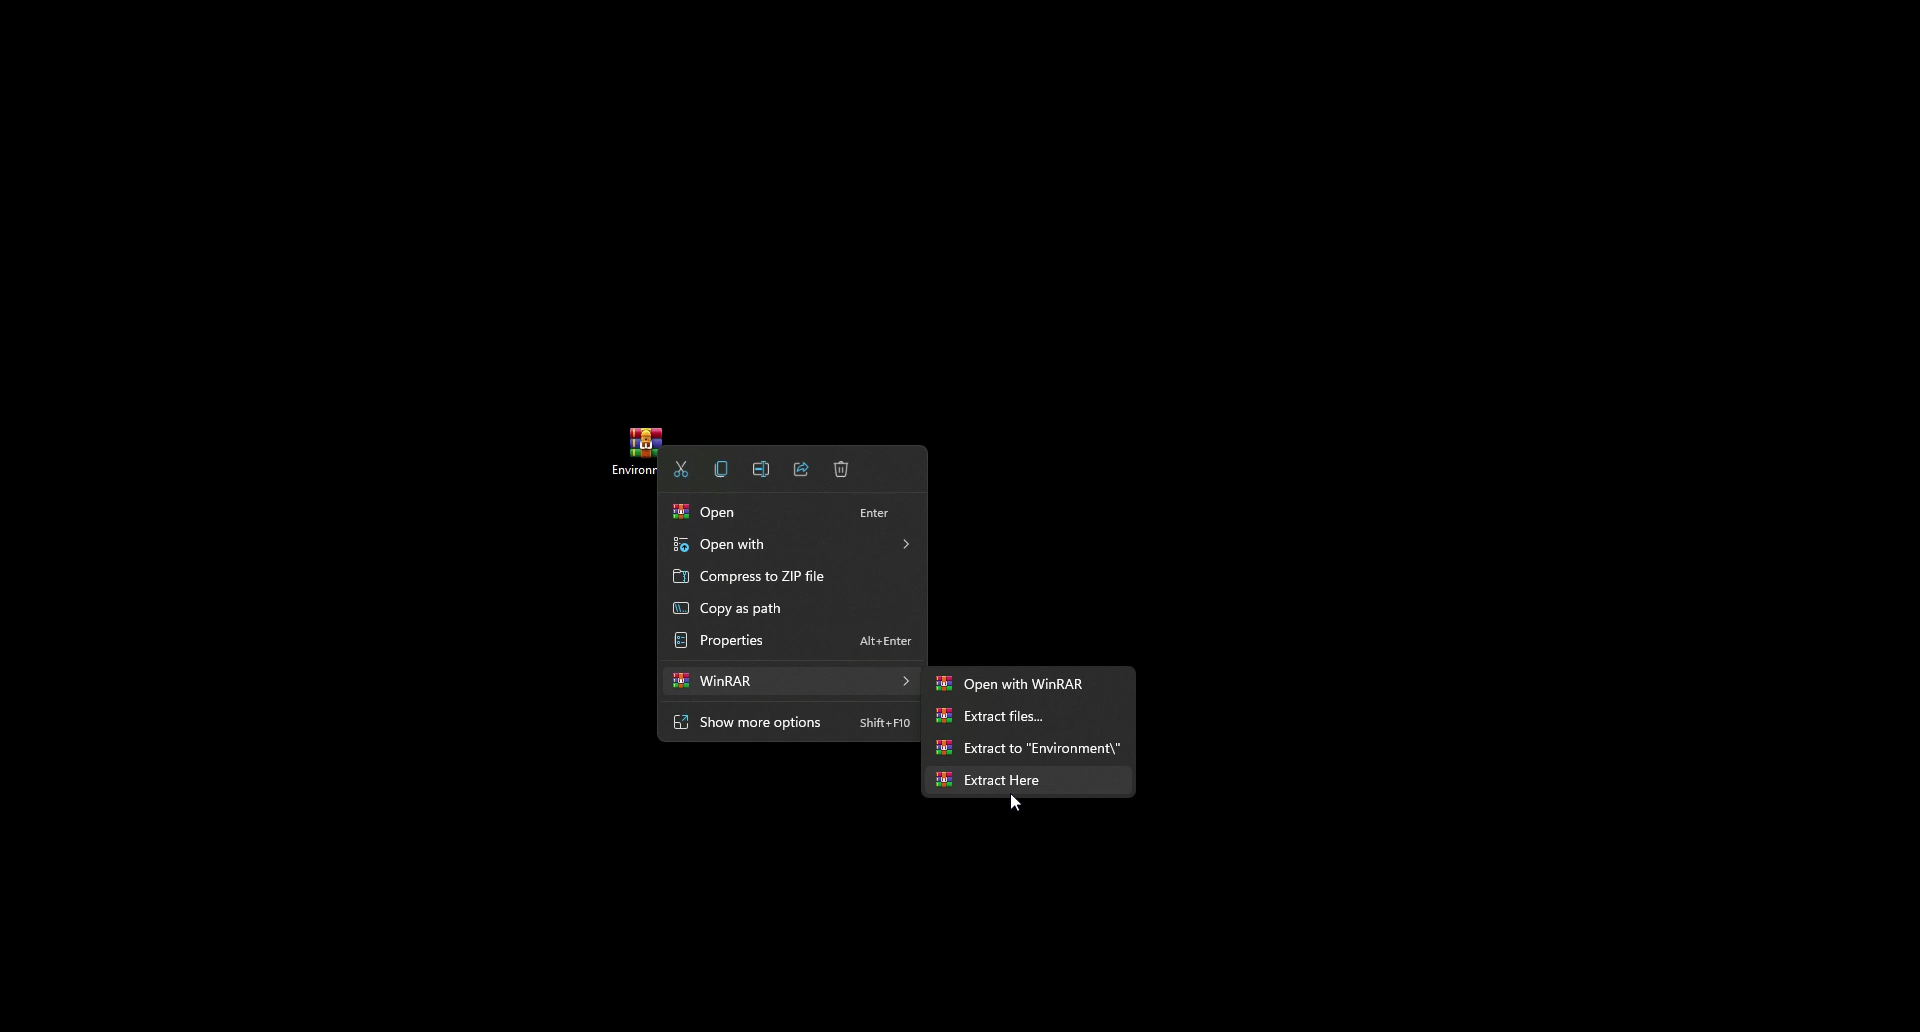 Environ
Open Enter
Open with
Compress to ZIP file
Copy as path
Properties Alt+Enter
WinRAR
Show more options Shift+F10
Open with WinRAR
Extract files...
Extract to "Environment\"
Extract Here